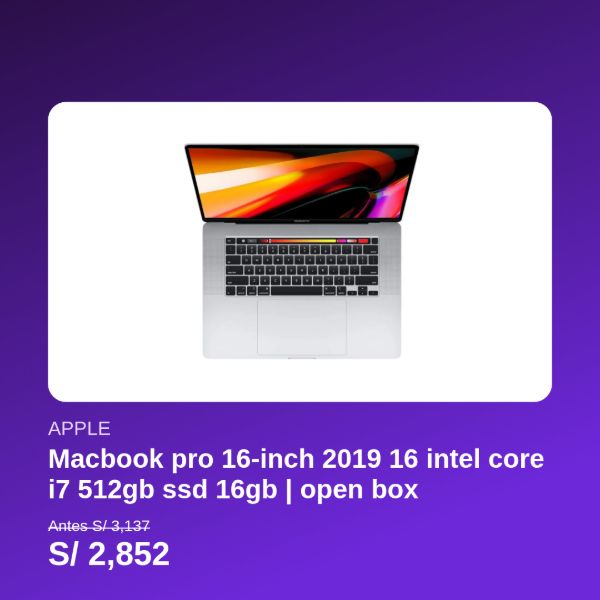 APPLE
Macbook pro 16-inch 2019 16 intel core
i7 512gb ssd 16gb | open box
Antes S/ 3,137
S/ 2,852